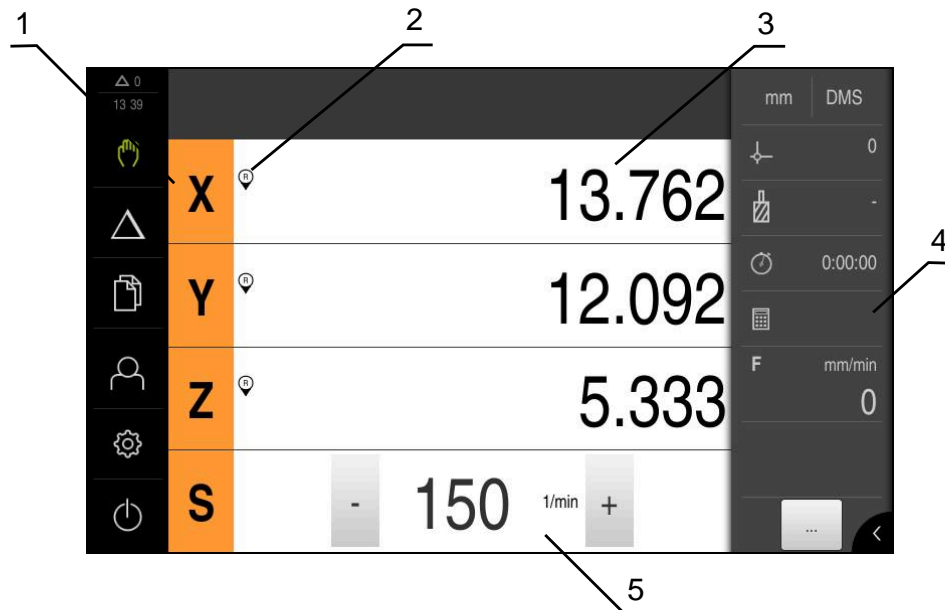 1 2 3
0
13 39
mm DMS
0
X R 13.762
-
4
Y R 12.092
0:00:00
F mm/min
0
Z R 5.333
S - 150 1/min +
...
5